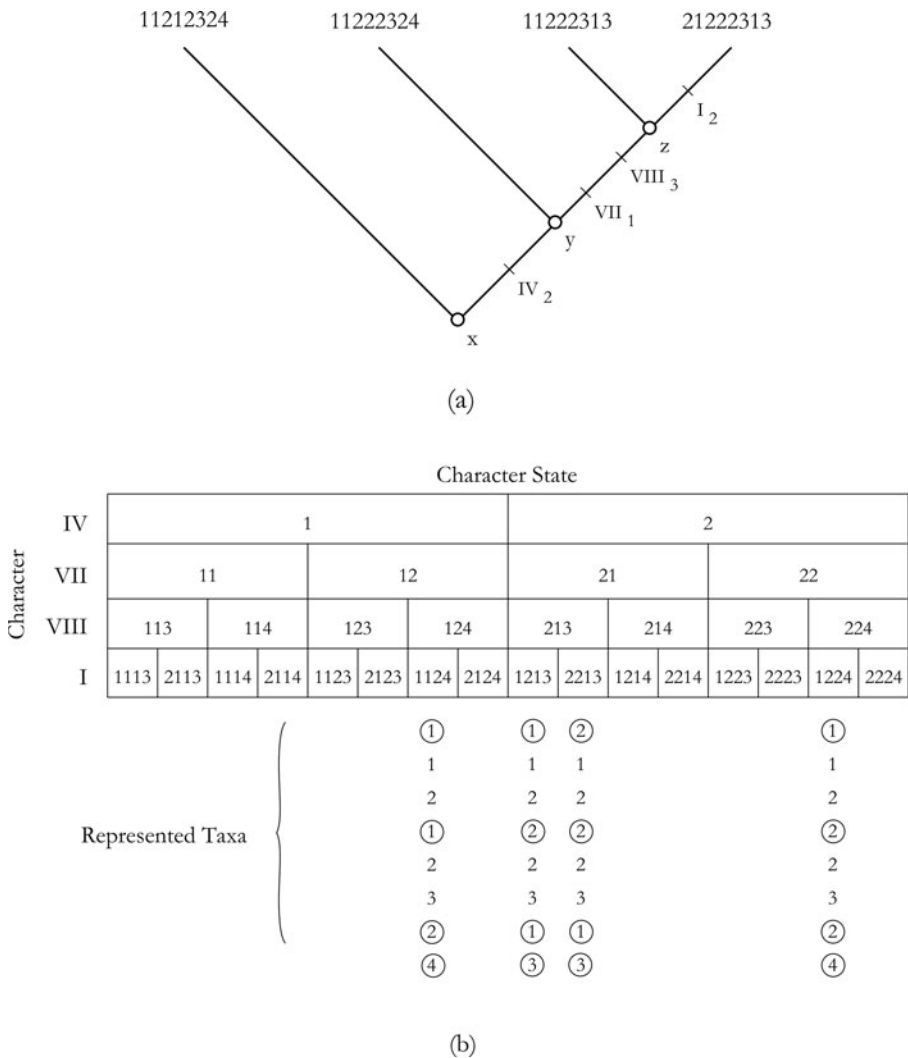 11212324 11222324 11222313 21222313
I 2
z
VIII 3
VII 1
y
IV 2
x
(a)
Character State
Character
IV 1 2
VII 11 12 21 22
VIII 113 114 123 124 213 214 223 224
I 1113 2113 1114 2114 1123 2123 1124 2124 1213 2213 1214 2214 1223 2223 1224 2224
1 1 2 1
1 1 1 1
2 2 2 2
Represented Taxa 1 2 2 2
2 2 2 2
3 3 3 3
2 1 1 2
4 3 3 4
(b)